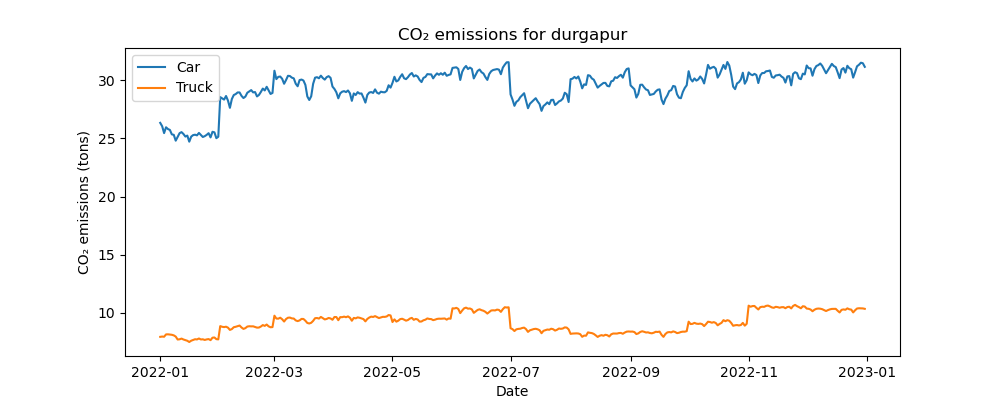 CO₂ emissions for durgapur
Car
Truck
CO₂ emissions (tons)
30
25
20
15
10
2022-01
2022-03
2022-05
2022-07
2022-09
2022-11
2023-01
Date